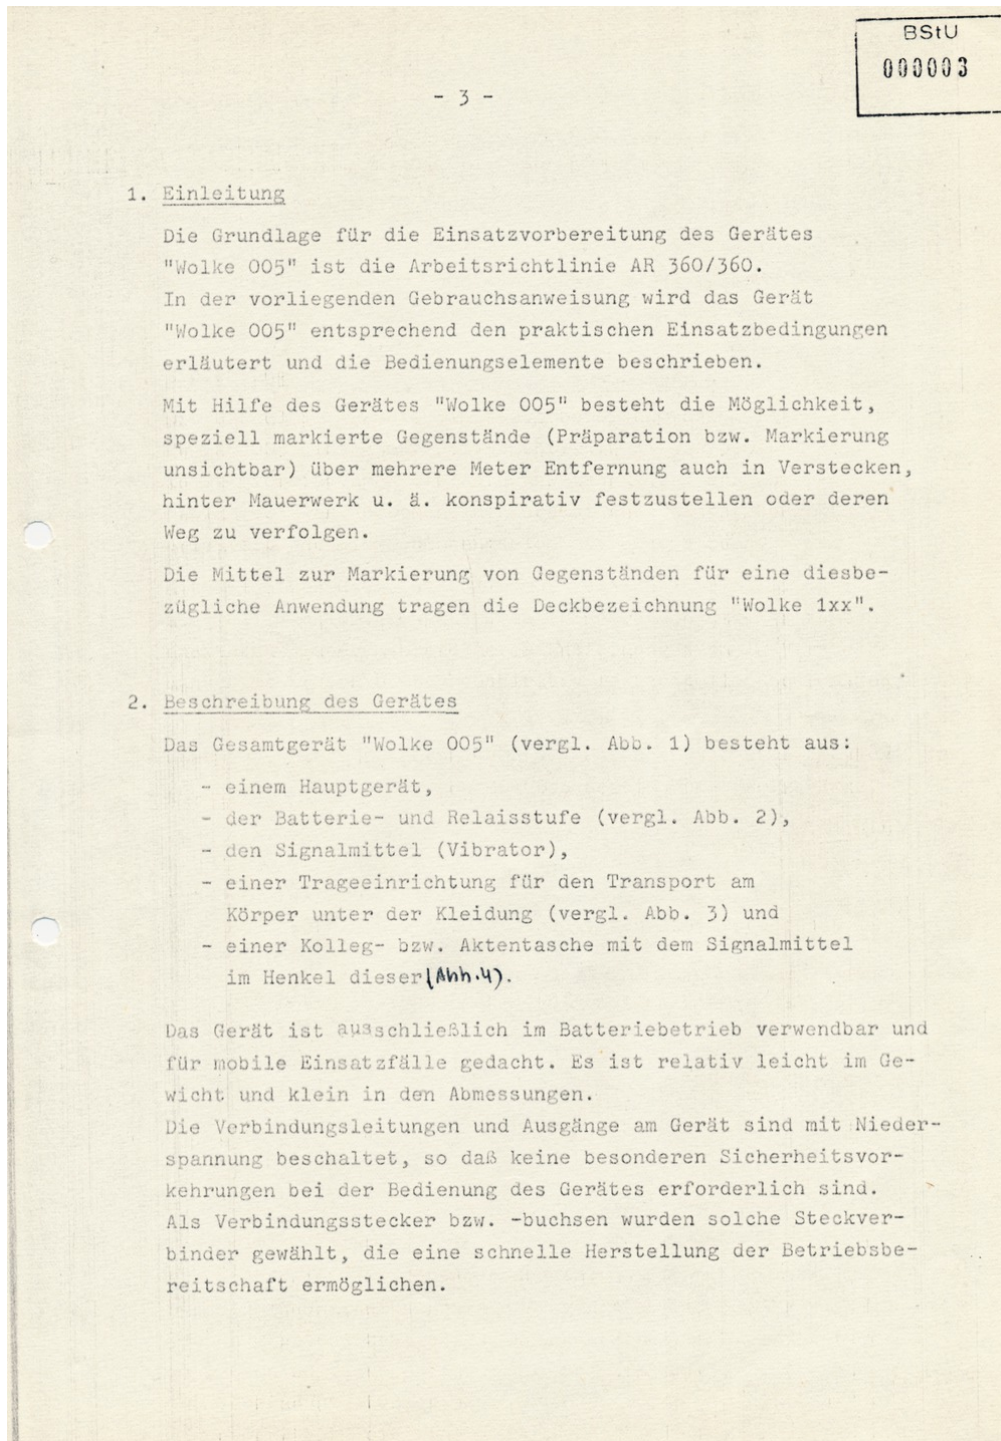 BStU
000003
- 3 -
1. Einleitung
Die Grundlage für die Einsatzvorbereitung des Gerätes
"Wolke 005" ist die Arbeitsrichtlinie AR 360/360.
In der vorliegenden Gebrauchsanweisung wird das Gerät
"Wolke 005" entsprechend den praktischen Einsatzbedingungen
erläutert und die Bedienungselemente beschrieben.
Mit Hilfe des Gerätes "Wolke 005" besteht die Möglichkeit,
speziell markierte Gegenstände (Präparation bzw. Markierung
unsichtbar) über mehrere Meter Entfernung auch in Verstecken,
hinter Mauerwerk u. ä. konspirativ festzustellen oder deren
Weg zu verfolgen.
Die Mittel zur Markierung von Gegenständen für eine diesbe-
zügliche Anwendung tragen die Deckbezeichnung "Wolke 1xx".
2. Beschreibung des Gerätes
Das Gesamtgerät "Wolke 005" (vergl. Abb. 1) besteht aus:
- einem Hauptgerät,
- der Batterie- und Relaisstufe (vergl. Abb. 2),
- den Signalmittel (Vibrator),
- einer Trageeinrichtung für den Transport am
Körper unter der Kleidung (vergl. Abb. 3) und
- einer Kolleg- bzw. Aktentasche mit dem Signalmittel
im Henkel dieser (Abb. 4).
Das Gerät ist ausschließlich im Batteriebetrieb verwendbar und
für mobile Einsatzfälle gedacht. Es ist relativ leicht im Ge-
wicht und klein in den Abmessungen.
Die Verbindungsleitungen und Ausgänge am Gerät sind mit Nieder-
spannung beschaltet, so daß keine besonderen Sicherheitsvor-
kehrungen bei der Bedienung des Gerätes erforderlich sind.
Als Verbindungsstecker bzw. -buchsen wurden solche Steckver-
binder gewählt, die eine schnelle Herstellung der Betriebsbe-
reitschaft ermöglichen.